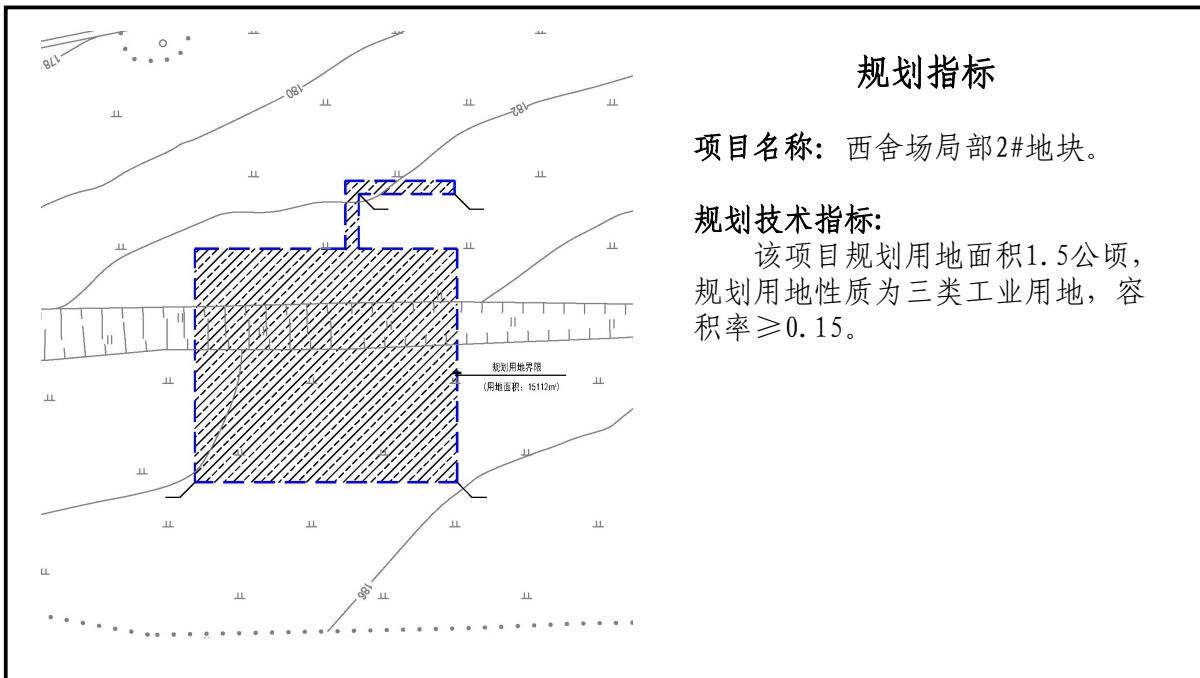 规划指标
项目名称：西舍场局部2#地块。
规划技术指标：
该项目规划用地面积1.5公顷，
规划用地性质为三类工业用地，容
积率≥0.15。
178
180
182
规划用地界限
(用地面积：15112㎡)
186